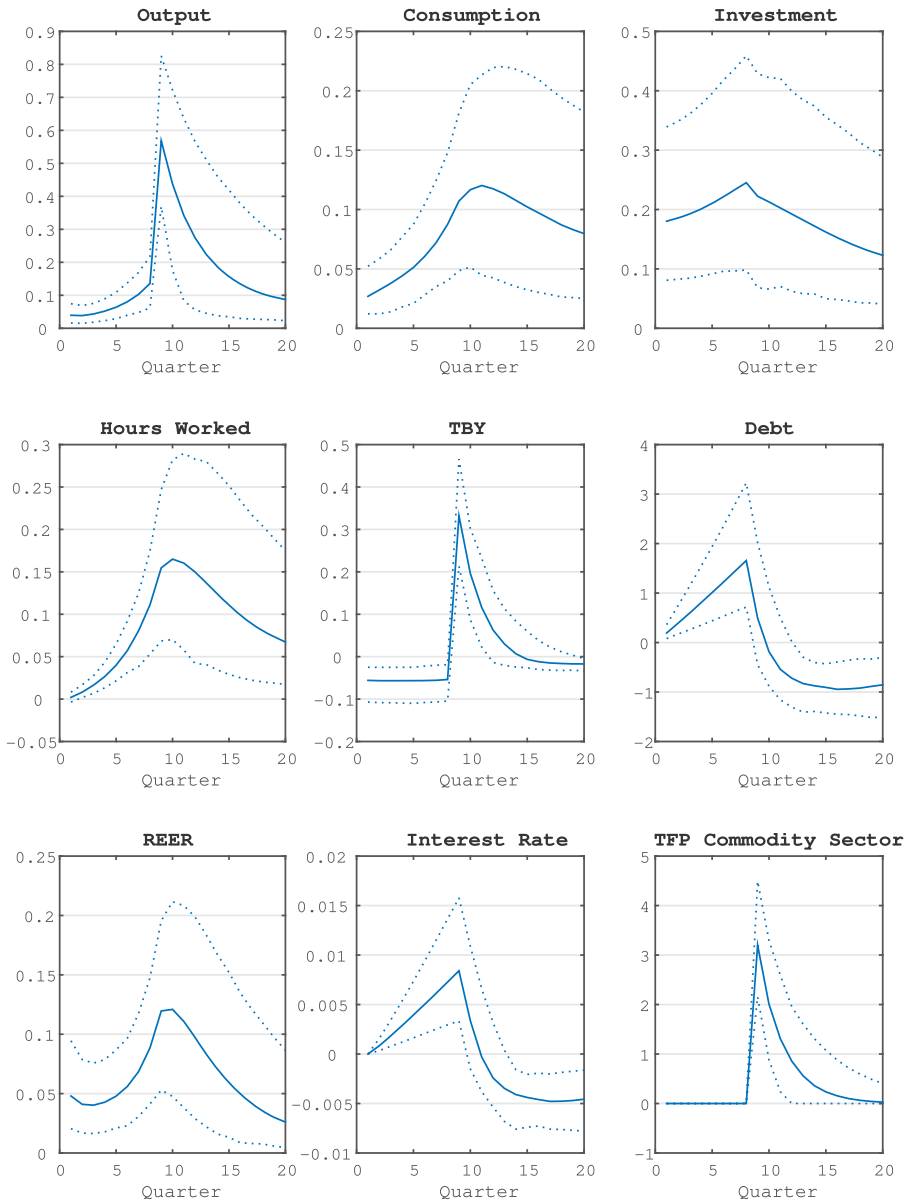 Output Consumption Investment
0.9 0.25 0.5
0.8
0.7 0.2 0.4
0.6
0.5 0.15 0.3
0.4
0.3 0.1 0.2
0.2 0.05 0.1
0.1
0 0 0
0 5 10 15 20 0 5 10 15 20 0 5 10 15 20
Quarter Quarter Quarter
Hours Worked TBY Debt
0.3 0.5 4
0.25 0.4 3
0.2 0.3 2
0.15 0.2
0.1 0.1 1
0.05 0 0
0 -0.1 -1
-0.05 -0.2 -2
0 5 10 15 20 0 5 10 15 20 0 5 10 15 20
Quarter Quarter Quarter
REER Interest Rate TFP Commodity Sector
0.25 0.02 5
0.2 0.015 4
0.15 0.01 3
0.005 2
0.1 0 1
0.05 -0.005 0
0 -0.01 -1
0 5 10 15 20 0 5 10 15 20 0 5 10 15 20
Quarter Quarter Quarter